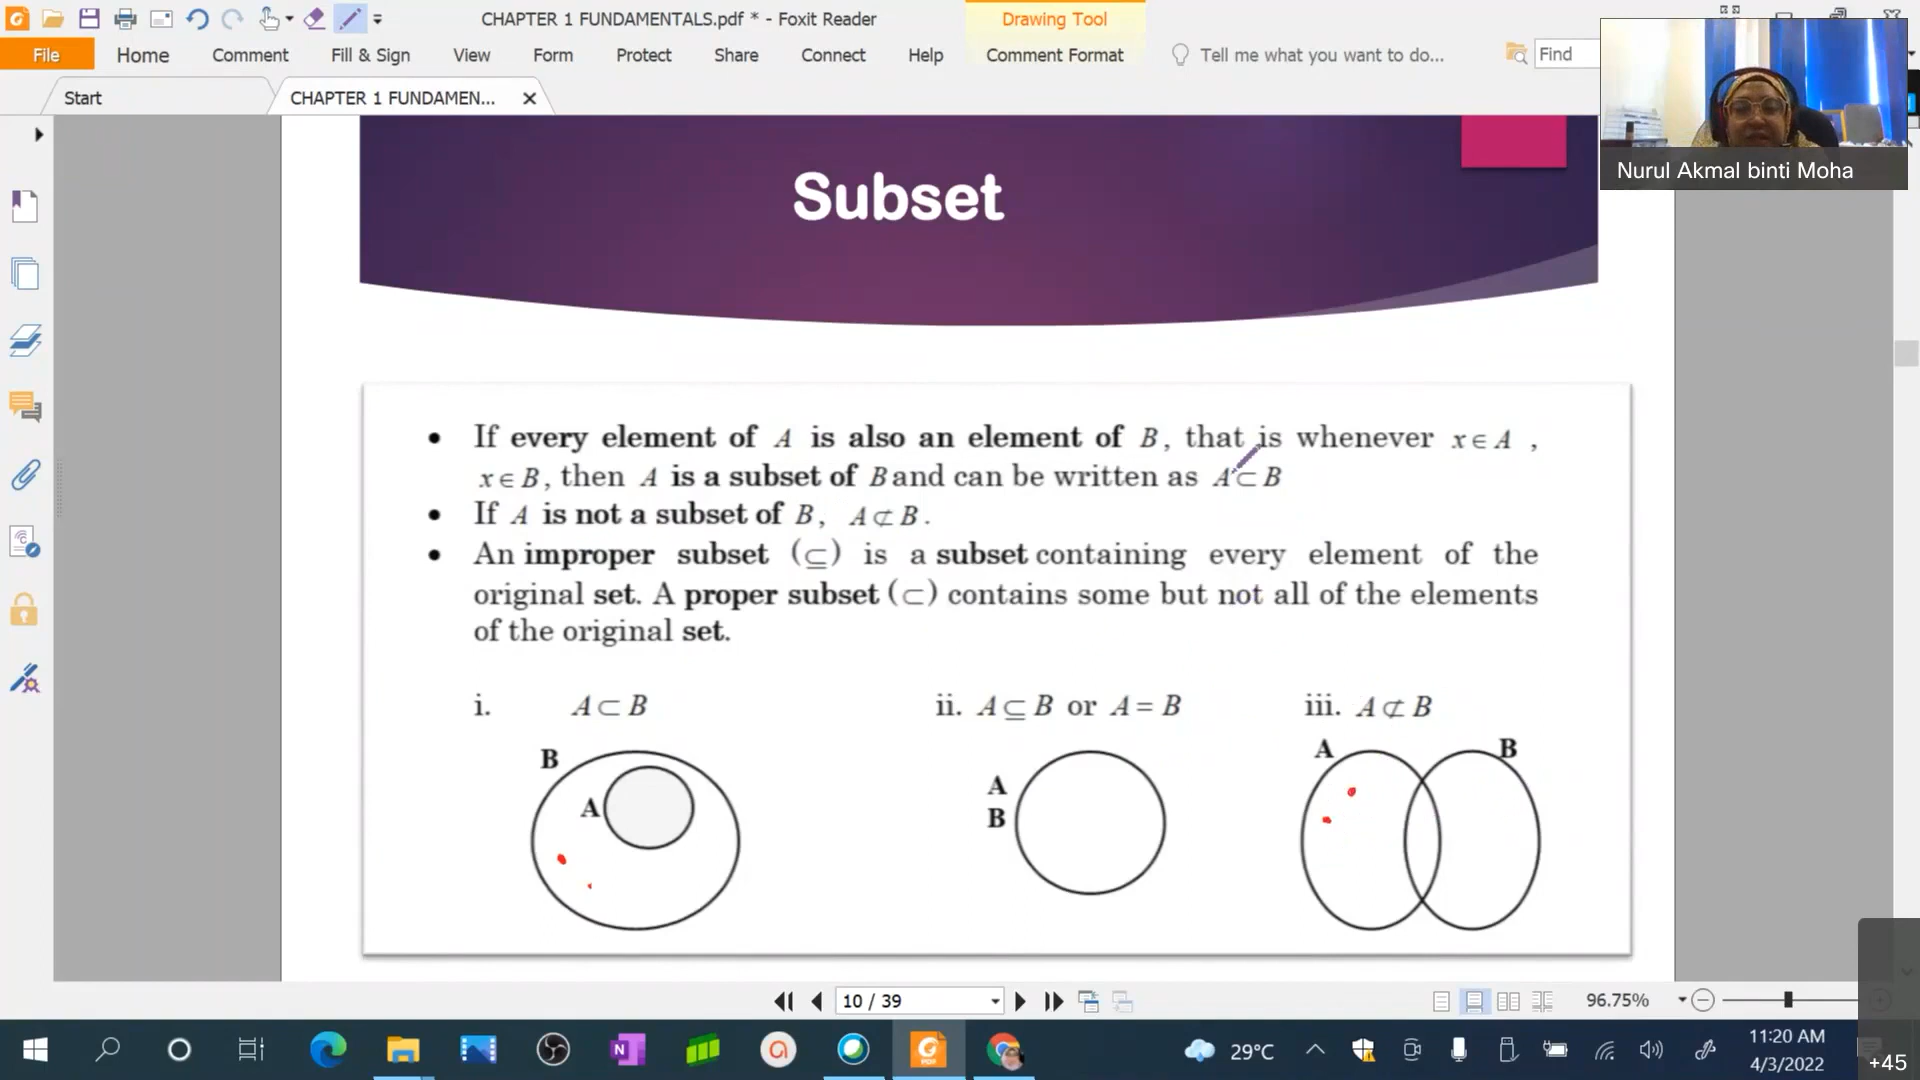 CHAPTER 1 FUNDAMENTALS.pdf * - Foxit Reader
Drawing Tool
File Home Comment Fill & Sign View Form Protect Share Connect Help Comment Format Tell me what you want to do... Find
Start CHAPTER 1 FUNDAMEN...
Nurul Akmal binti Moha
Subset
• If every element of A is also an element of B, that is whenever x ∈ A ,
x ∈ B, then A is a subset of B and can be written as A ⊂ B
• If A is not a subset of B, A ⊄ B.
• An improper subset (⊆) is a subset containing every element of the
original set. A proper subset (⊂) contains some but not all of the elements
of the original set.
i. A ⊂ B
ii. A ⊆ B or A = B
iii. A ⊄ B
B
A
A
B
A
B
10 / 39
96.75%
29°C
11:20 AM
4/3/2022
+45